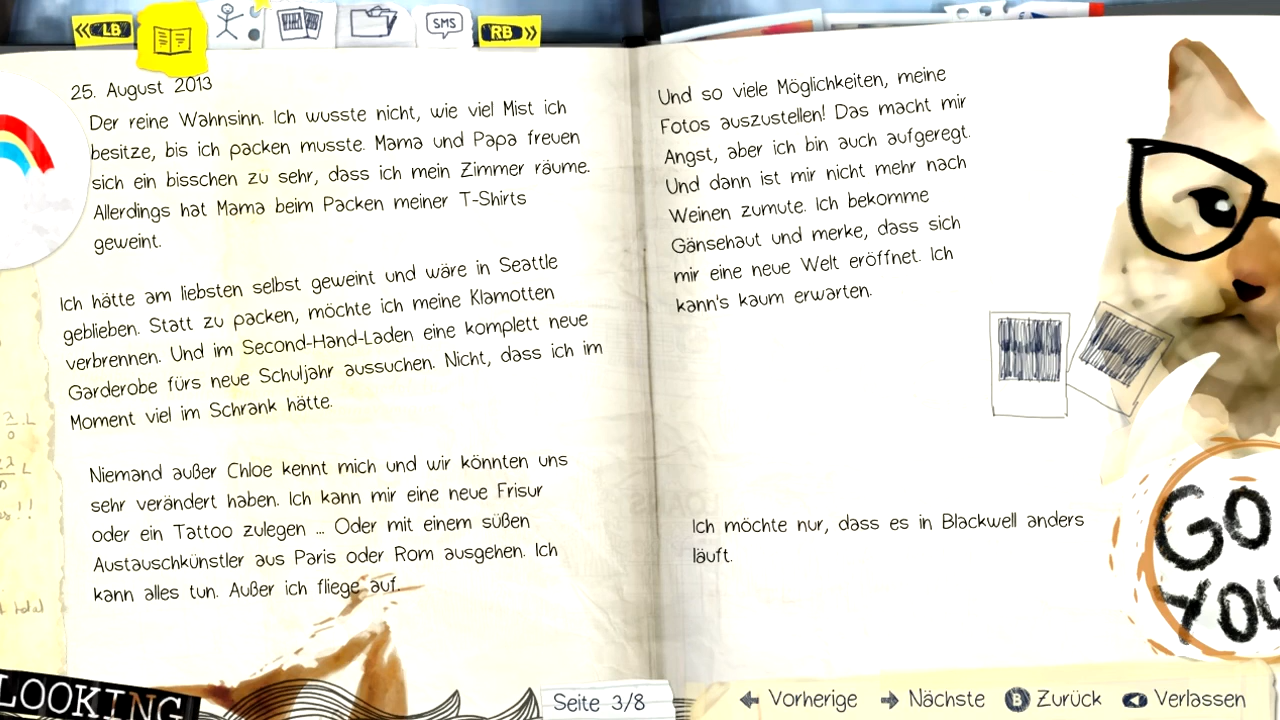 LB
SMS
RB
25. August 2013
Der reine Wahnsinn. Ich wusste nicht, wie viel Mist ich
besitze, bis ich packen musste. Mama und Papa freuen
sich ein bisschen zu sehr, dass ich mein Zimmer räume.
Allerdings hat Mama beim Packen meiner T-Shirts
geweint.
Ich hätte am liebsten selbst geweint und wäre in Seattle
geblieben. Statt zu packen, möchte ich meine Klamotten
verbrennen. Und im Second-Hand-Laden eine komplett neue
Garderobe fürs neue Schuljahr aussuchen. Nicht, dass ich im
Moment viel im Schrank hätte.
Niemand außer Chloe kennt mich und wir könnten uns
sehr verändert haben. Ich kann mir eine neue Frisur
oder ein Tattoo zulegen ... Oder mit einem süßen
Austauschkünstler aus Paris oder Rom ausgehen. Ich
kann alles tun. Außer ich fliege auf.
Und so viele Möglichkeiten, meine
Fotos auszustellen! Das macht mir
Angst, aber ich bin auch aufgeregt.
Und dann ist mir nicht mehr nach
Weinen zumute. Ich bekomme
Gänsehaut und merke, dass sich
mir eine neue Welt eröffnet. Ich
kann's kaum erwarten.
Ich möchte nur, dass es in Blackwell anders
läuft.
GO
YOU
LOOKING
Seite 3/8
Vorherige
Nächste
B Zurück
Verlassen